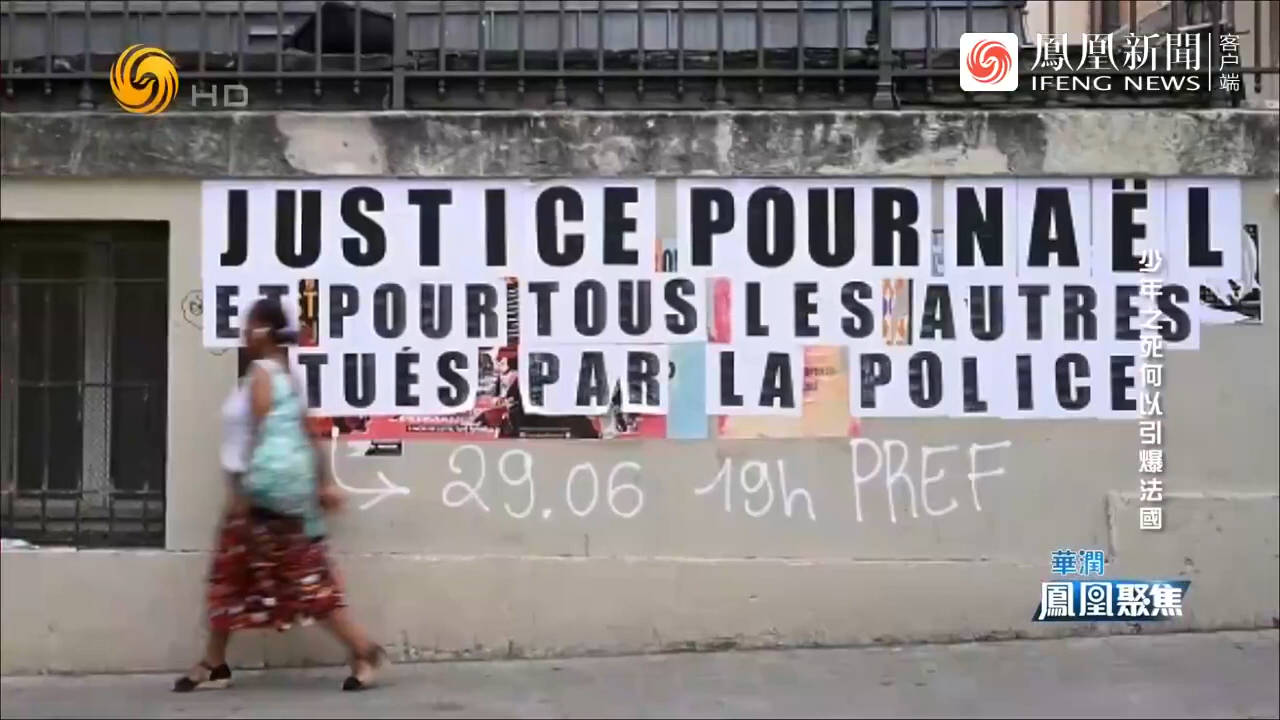 HD
鳳凰新聞
客户端
IFENG NEWS
JUSTICE POUR NAËL
ET POUR TOUS LES AUTRES
TUÉS PAR LA POLICE
29.06 19h PREF
少年之死何以引爆法國
華潤
鳳凰聚焦